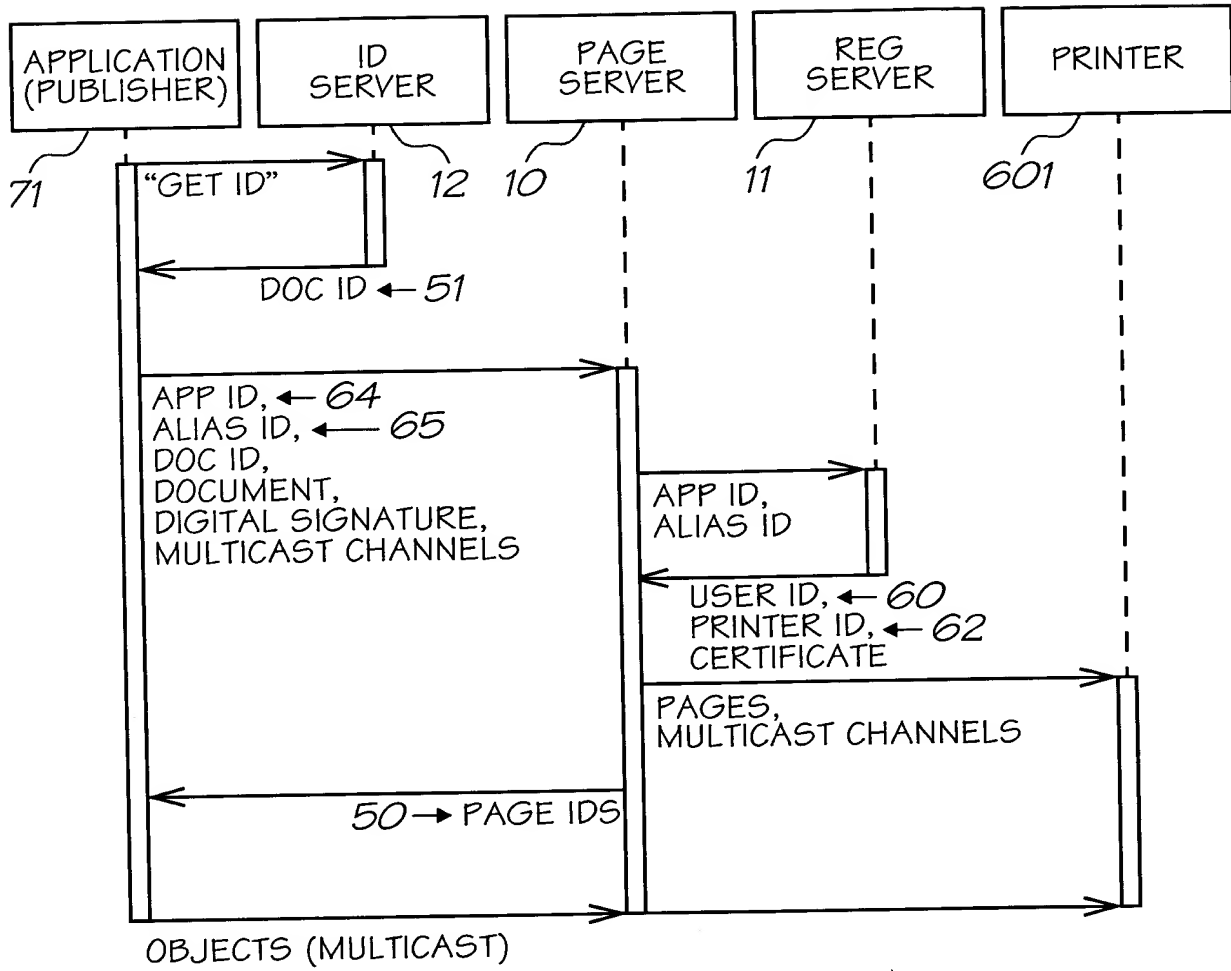 APPLICATION
(PUBLISHER)
ID
SERVER
PAGE
SERVER
REG
SERVER
PRINTER
71
12
10
11
601
"GET ID"
DOC ID ← 51
APP ID, ← 64
ALIAS ID, ← 65
DOC ID,
DOCUMENT,
DIGITAL SIGNATURE,
MULTICAST CHANNELS
APP ID,
ALIAS ID
USER ID, ← 60
PRINTER ID, ← 62
CERTIFICATE
PAGES,
MULTICAST CHANNELS
50 → PAGE IDS
OBJECTS (MULTICAST)